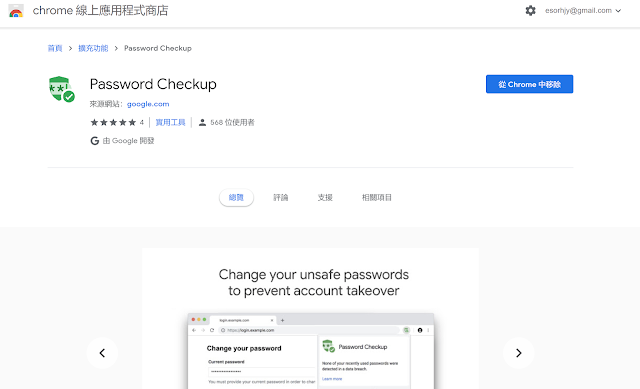 chrome 線上應用程式商店
esorhjy@gmail.com
首頁 > 擴充功能 > Password Checkup
Password Checkup
從 Chrome 中移除
來源網站: google.com
4 實用工具 568 位使用者
由 Google 開發
總覽 評論 支援 相關項目
Change your unsafe passwords
to prevent account takeover
login.example.com
https://login.example.com
Change your password
Current password
You must provide your current password in order to char
Password Checkup
None of your recently used passwords were
detected in a data breach.
Learn more